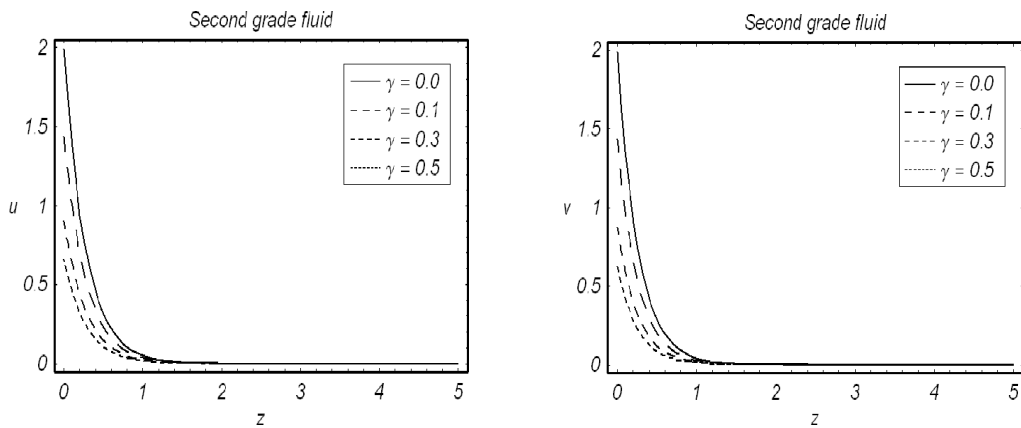 Second grade fluid
2
1.5
1
0.5
0
u
γ = 0.0
γ = 0.1
γ = 0.3
γ = 0.5
0 1 2 3 4 5
z
Second grade fluid
2
1.5
1
0.5
0
v
γ = 0.0
γ = 0.1
γ = 0.3
γ = 0.5
0 1 2 3 4 5
z